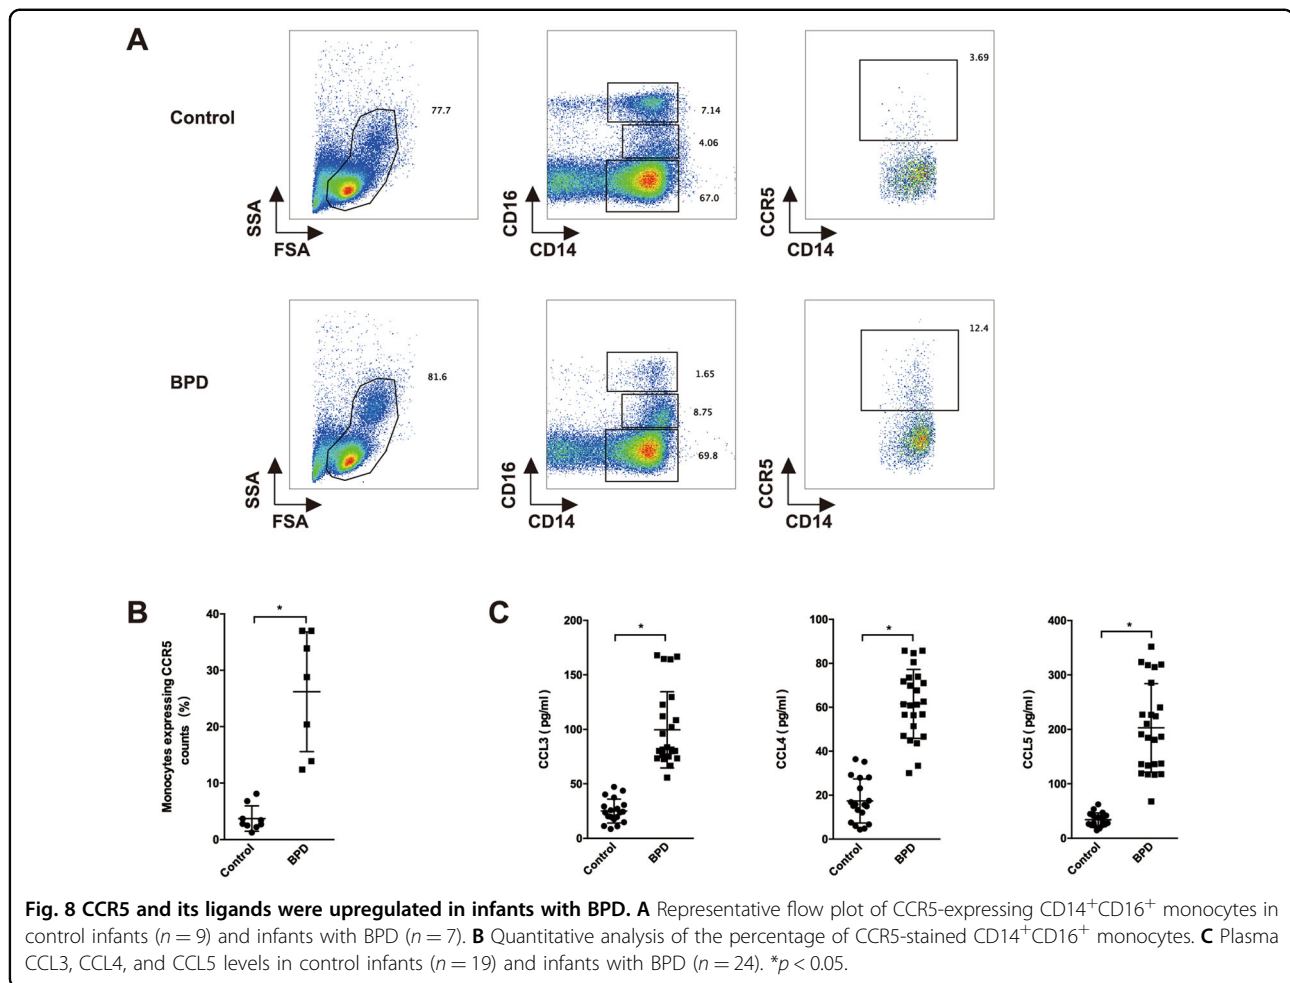 A
Control
77.7
SSA
FSA
7.14
4.06
67.0
CD16
CD14
3.69
CCR5
CD14
BPD
81.6
SSA
FSA
1.65
8.75
69.8
CD16
CD14
12.4
CCR5
CD14
B
Monocytes expressing CCR5
counts (%)
40
30
20
10
0
*
Control
BPD
C
CCL3 (pg/ml)
200
150
100
50
0
*
Control
BPD
CCL4 (pg/ml)
100
80
60
40
20
0
*
Control
BPD
CCL5 (pg/ml)
400
300
200
100
0
*
Control
BPD
Fig. 8 CCR5 and its ligands were upregulated in infants with BPD. A Representative flow plot of CCR5-expressing CD14⁺CD16⁺ monocytes in
control infants (n = 9) and infants with BPD (n = 7). B Quantitative analysis of the percentage of CCR5-stained CD14⁺CD16⁺ monocytes. C Plasma
CCL3, CCL4, and CCL5 levels in control infants (n = 19) and infants with BPD (n = 24). *p < 0.05.